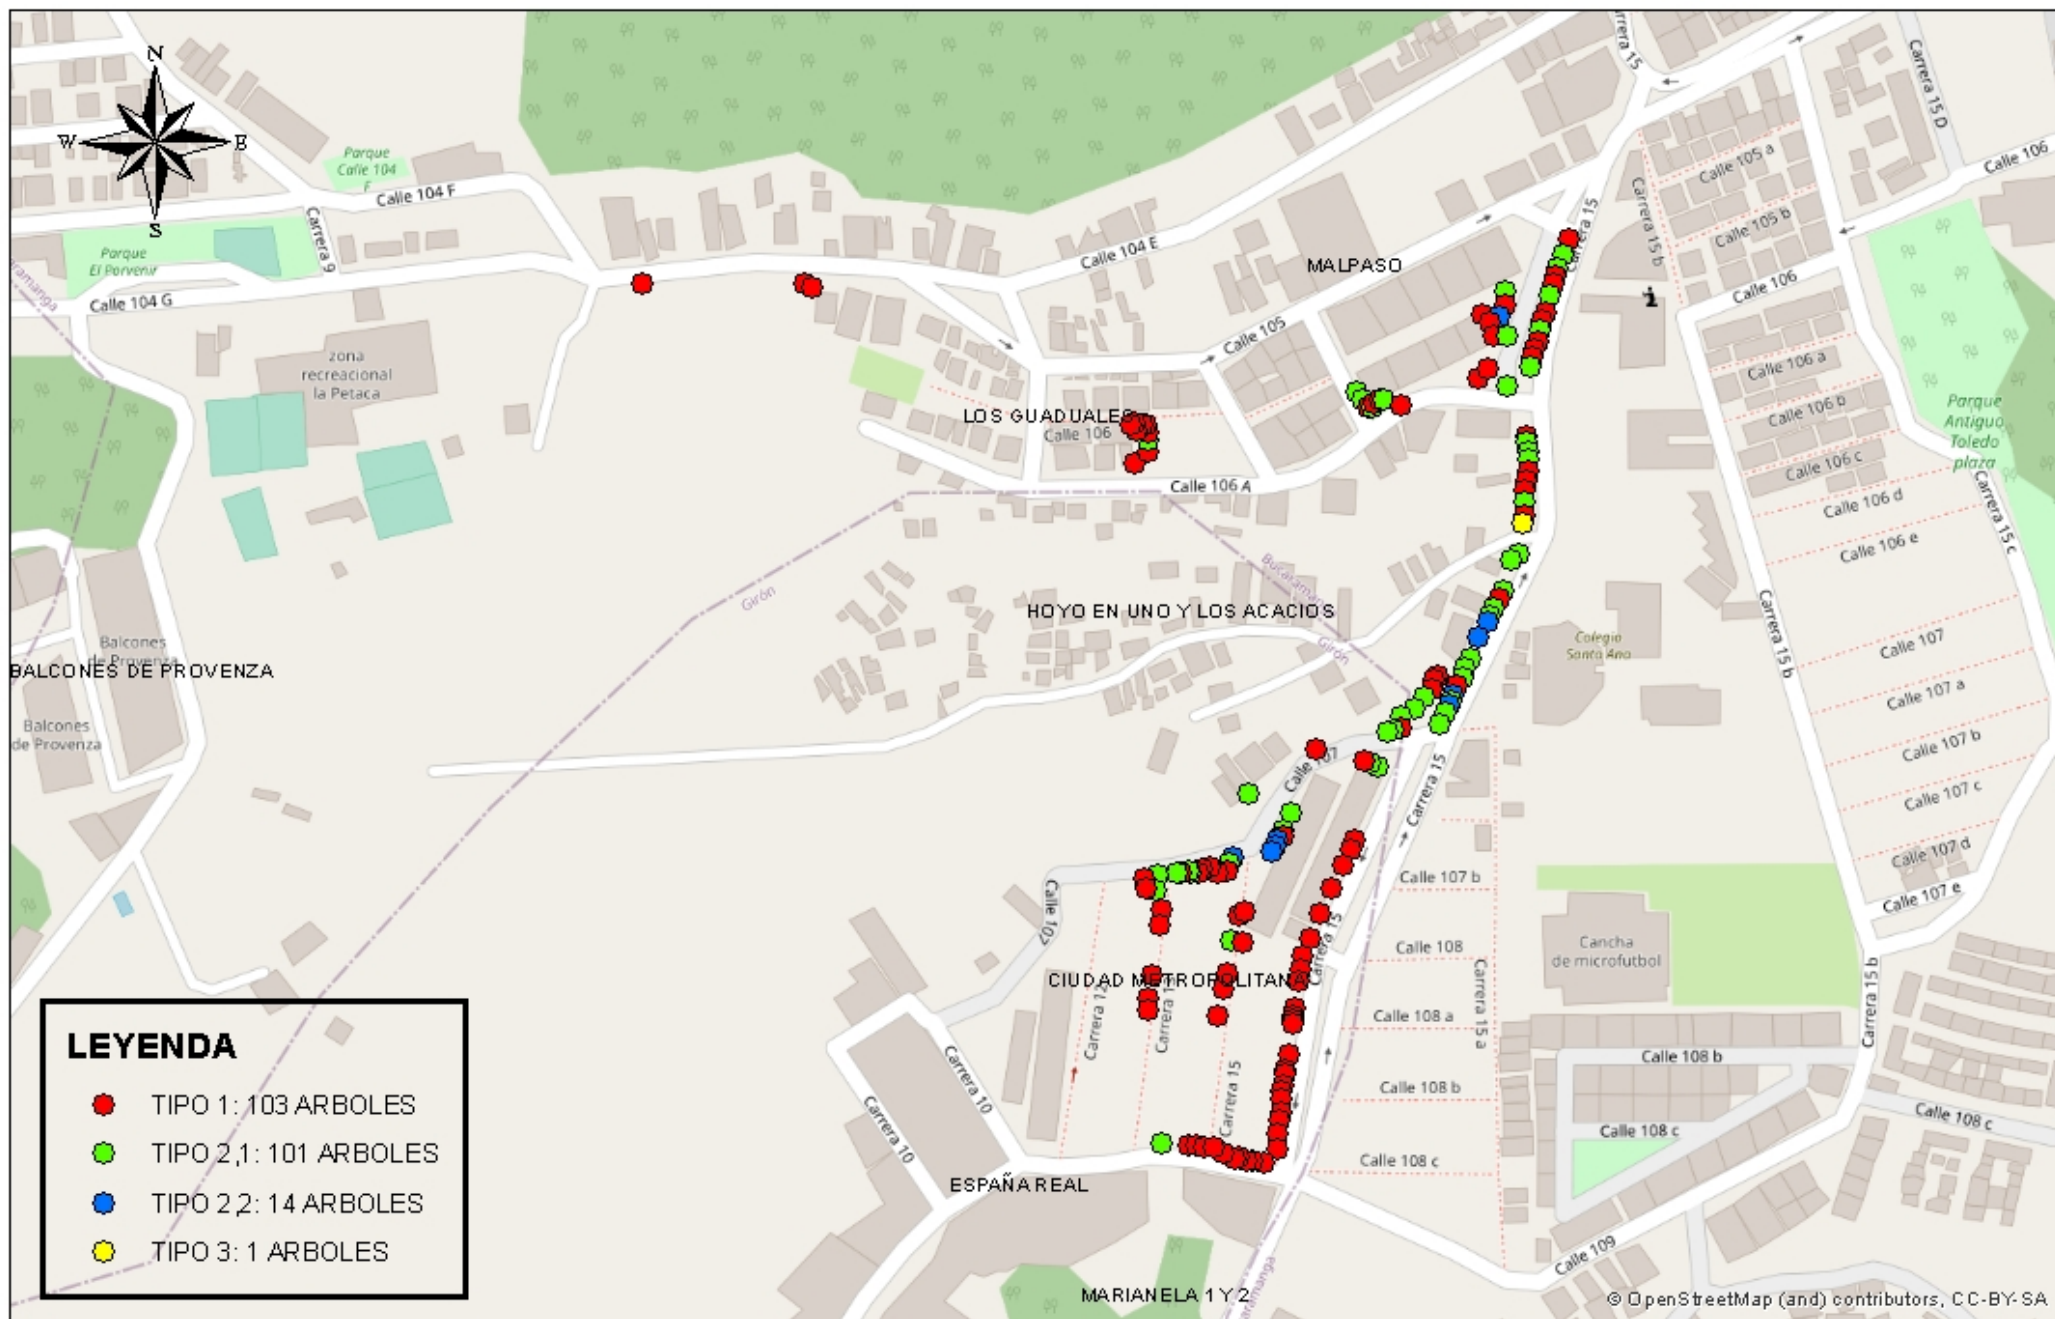 N
W
E
S
Parque
Calle 104
F
Calle 104 F
Carrera 9
Parque
El Porvenir
Calle 104 G
zona
recreacional
la Petaca
Calle 104 E
MALPASO
Calle 105
LOS GUADUALES
Calle 106
Calle 106 A
Carrera 15
Carrera 15
Carrera 15 b
Carrera 15 D
Calle 105 a
Calle 105 b
Calle 106
Calle 106
i
Calle 106 a
Calle 106 b
Calle 106 c
Calle 106 d
Calle 106 e
Parque
Antiguo
Toledo
plaza
Carrera 15 c
Girón
Bucaramanga
Girón
HOYO EN UNO Y LOS ACACIOS
Colegio
Santa Ana
Carrera 15 b
Calle 107
Calle 107 a
Calle 107 b
Calle 107 c
Calle 107 d
Calle 107 e
Balcones
de Provenza
BALCONES DE PROVENZA
Balcones
de Provenza
Calle 107
Carrera 15
Calle 107 b
Calle 107
Calle 108
Carrera 15
Carrera 15 a
Cancha
de microfutbol
CIUDAD METROPOLITANA
Carrera 12
Carrera 13
Carrera 15
Calle 108 a
Calle 108 b
Calle 108 c
Carrera 15 b
Calle 108 b
Calle 108 c
Calle 108 c
Carrera 10
Carrera 10
ESPAÑA REAL
Calle 109
MARIANELA 1 Y 2
LEYENDA
TIPO 1: 103 ARBOLES
TIPO 2,1: 101 ARBOLES
TIPO 2,2: 14 ARBOLES
TIPO 3: 1 ARBOLES
© OpenStreetMap (and) contributors, CC-BY-SA